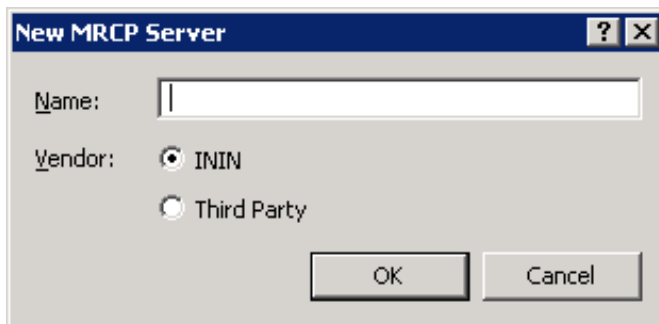 New MRCP Server ?
Name:
Vendor: ININ
Third Party
OK Cancel